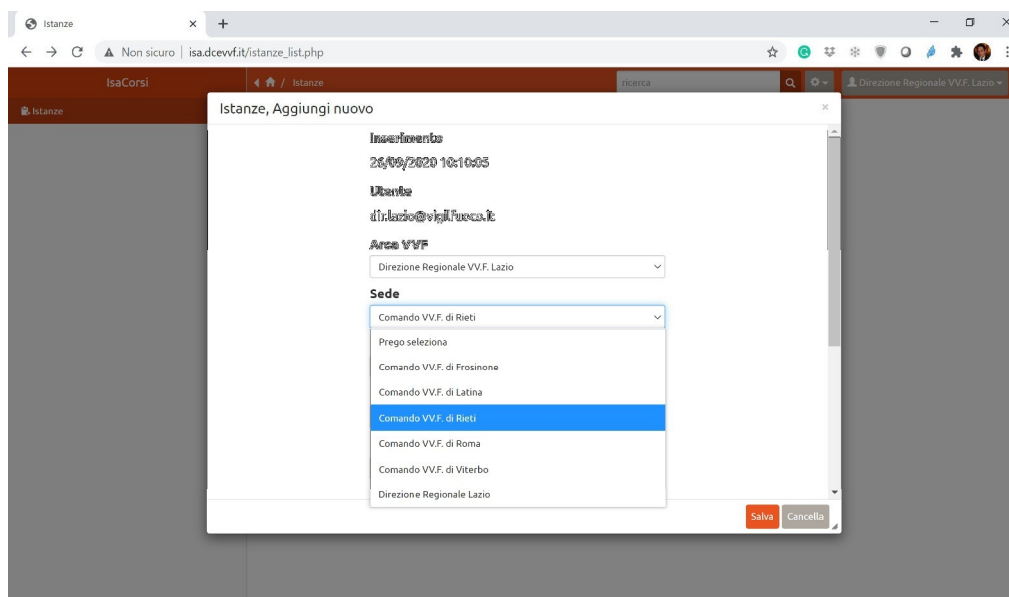 Istanze
Non sicuro | isa.dcevvf.it/istanze_list.php
IsaCorsi
/ Istanze
ricerca
Direzione Regionale VV.F. Lazio
Istanze
Istanze, Aggiungi nuovo
Inserimento
26/09/2020 10:10:05
Utente
dir.lazio@vigilfuoco.it
Area VVF
Direzione Regionale VV.F. Lazio
Sede
Comando VV.F. di Rieti
Prego seleziona
Comando VV.F. di Frosinone
Comando VV.F. di Latina
Comando VV.F. di Rieti
Comando VV.F. di Roma
Comando VV.F. di Viterbo
Direzione Regionale Lazio
Salva Cancella